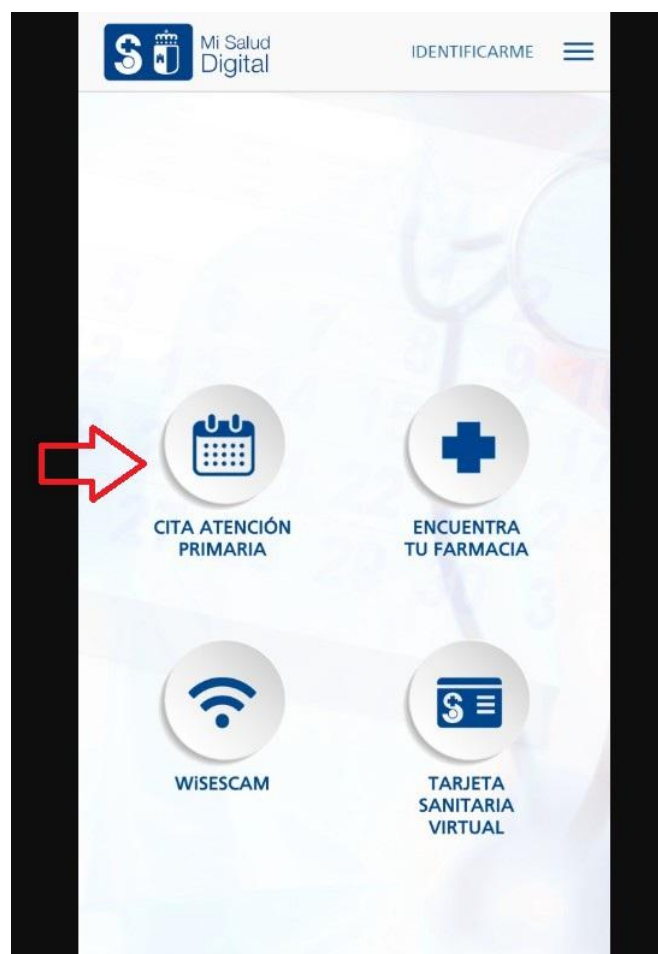 Mi Salud
Digital
IDENTIFICARME
CITA ATENCIÓN
PRIMARIA
ENCUENTRA
TU FARMACIA
WiSESCAM
TARJETA
SANITARIA
VIRTUAL